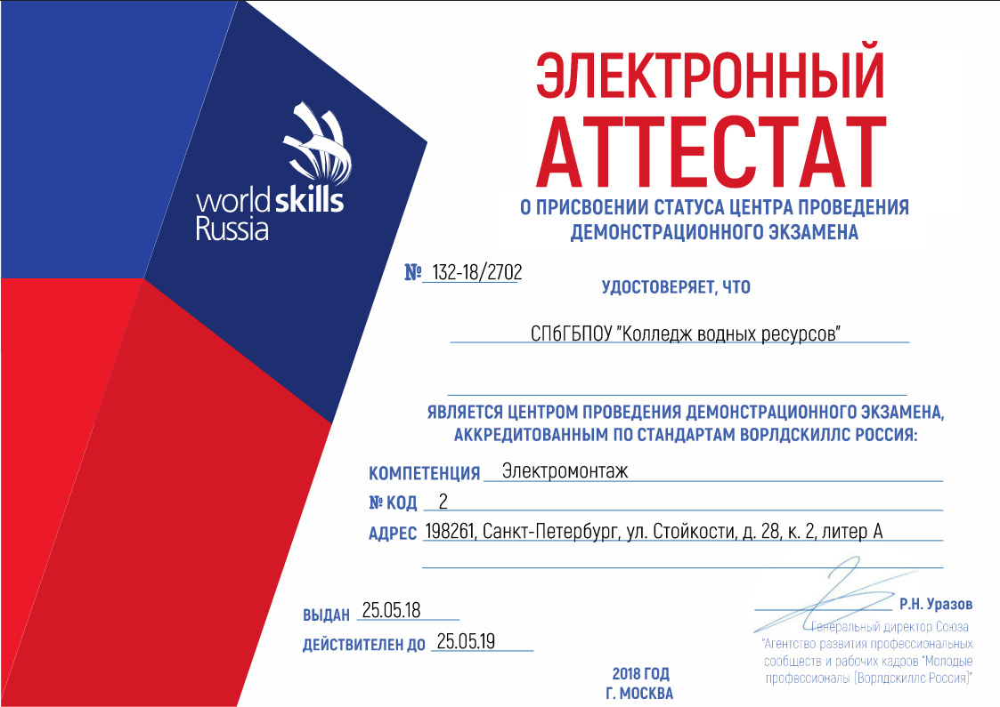 world skills
Russia
ЭЛЕКТРОННЫЙ
АТТЕСТАТ
О ПРИСВОЕНИИ СТАТУСА ЦЕНТРА ПРОВЕДЕНИЯ
ДЕМОНСТРАЦИОННОГО ЭКЗАМЕНА
№ 132-18/2702
УДОСТОВЕРЯЕТ, ЧТО
СПбГБПОУ "Колледж водных ресурсов"
ЯВЛЯЕТСЯ ЦЕНТРОМ ПРОВЕДЕНИЯ ДЕМОНСТРАЦИОННОГО ЭКЗАМЕНА,
АККРЕДИТОВАННЫМ ПО СТАНДАРТАМ ВОРЛДСКИЛЛС РОССИЯ:
КОМПЕТЕНЦИЯ Электромонтаж
№ КОД 2
АДРЕС 198261, Санкт-Петербург, ул. Стойкости, д. 28, к. 2, литер А
ВЫДАН 25.05.18
ДЕЙСТВИТЕЛЕН ДО 25.05.19
Р.Н. Уразов
Генеральный директор Союза
"Агентство развития профессиональных
сообществ и рабочих кадров "Молодые
профессионалы (Ворлдскиллс Россия)"
2018 ГОД
Г. МОСКВА